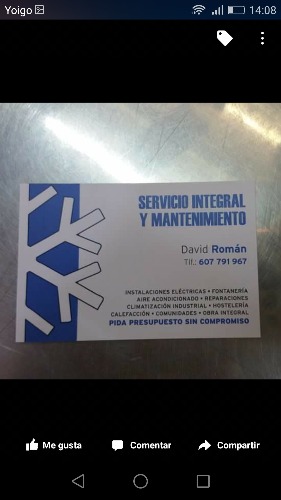 Yoigo
14:08
SERVICIO INTEGRAL
Y MANTENIMIENTO
David Román
Tlf.: 607 791 967
INSTALACIONES ELÉCTRICAS • FONTANERÍA
AIRE ACONDICIONADO • REPARACIONES
CLIMATIZACIÓN INDUSTRIAL • HOSTELERÍA
CALEFACCIÓN • COMUNIDADES • OBRA INTEGRAL
PIDA PRESUPUESTO SIN COMPROMISO
Me gusta
Comentar
Compartir